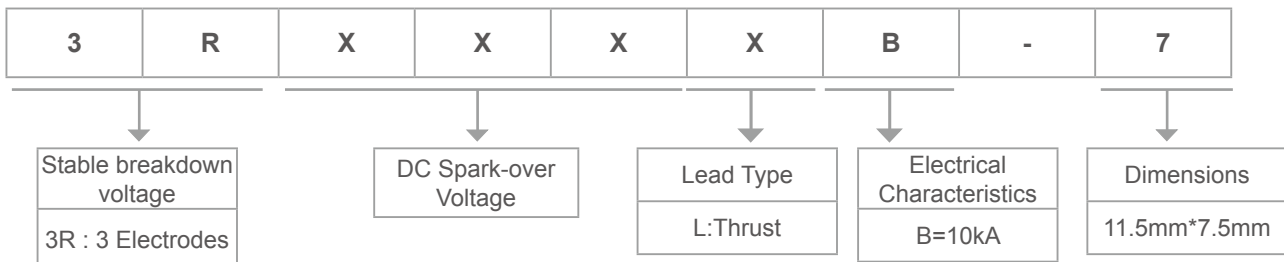 3 R X X X X B - 7
Stable breakdown
voltage
3R : 3 Electrodes
DC Spark-over
Voltage
Lead Type
L:Thrust
Electrical
Characteristics
B=10kA
Dimensions
11.5mm*7.5mm